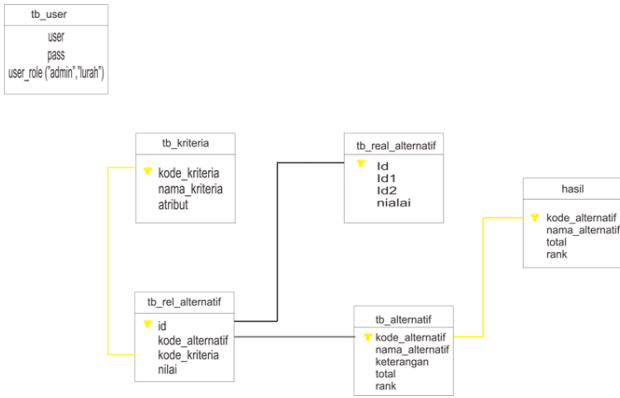 tb_user
user
pass
user_role ("admin","lurah")
tb_kriteria
kode_kriteria
nama_kriteria
atribut
tb_real_alternatif
Id
Id1
Id2
nialai
hasil
kode_alternatif
nama_alternatif
total
rank
tb_rel_alternatif
id
kode_alternatif
kode_kriteria
nilai
tb_alternatif
kode_alternatif
nama_alternatif
keterangan
total
rank